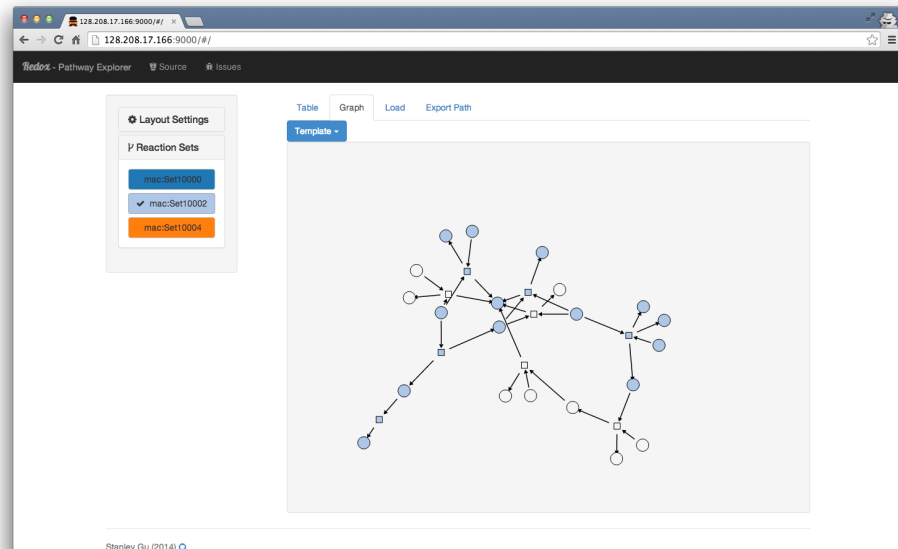 128.208.17.166:9000/#/
128.208.17.166:9000/#/
Redox - Pathway Explorer Source Issues
Layout Settings
Reaction Sets
mac:Set10000
mac:Set10002
mac:Set10004
Table Graph Load Export Path
Template
Stanley Gu (2014)